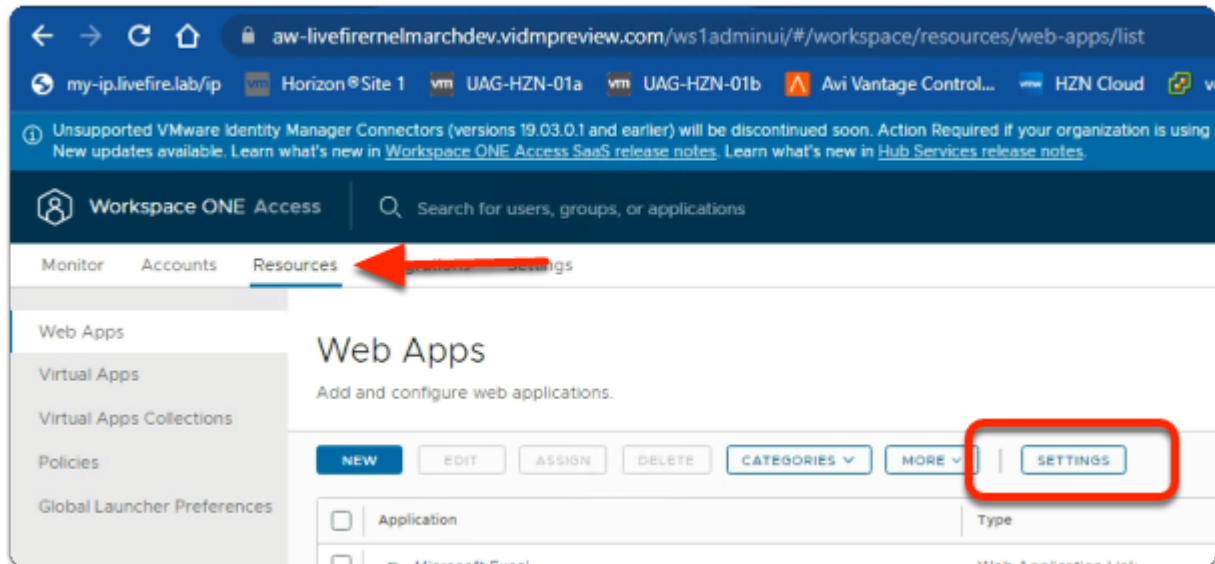 aw-livefirernelmarchdev.vidmpreview.com/ws1adminui/#/workspace/resources/web-apps/list
my-ip.livefire.lab/ip vm Horizon® Site 1 vm UAG-HZN-01a vm UAG-HZN-01b Avi Vantage Control... HZN Cloud
Unsupported VMware Identity Manager Connectors (versions 19.03.0.1 and earlier) will be discontinued soon. Action Required if your organization is using
New updates available. Learn what's new in Workspace ONE Access SaaS release notes. Learn what's new in Hub Services release notes.
Workspace ONE Access Search for users, groups, or applications
Monitor Accounts Resources
Web Apps
Virtual Apps
Virtual Apps Collections
Policies
Global Launcher Preferences
Web Apps
Add and configure web applications.
NEW EDIT ASSIGN DELETE CATEGORIES MORE SETTINGS
Application Type